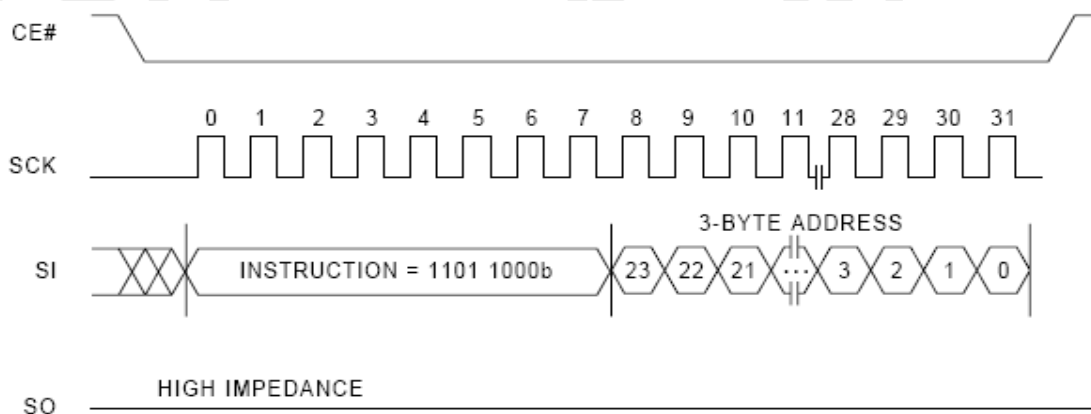 CE#
0 1 2 3 4 5 6 7 8 9 10 11 28 29 30 31
SCK
3-BYTE ADDRESS
SI INSTRUCTION = 1101 1000b 23 22 21 ... 3 2 1 0
HIGH IMPEDANCE
SO